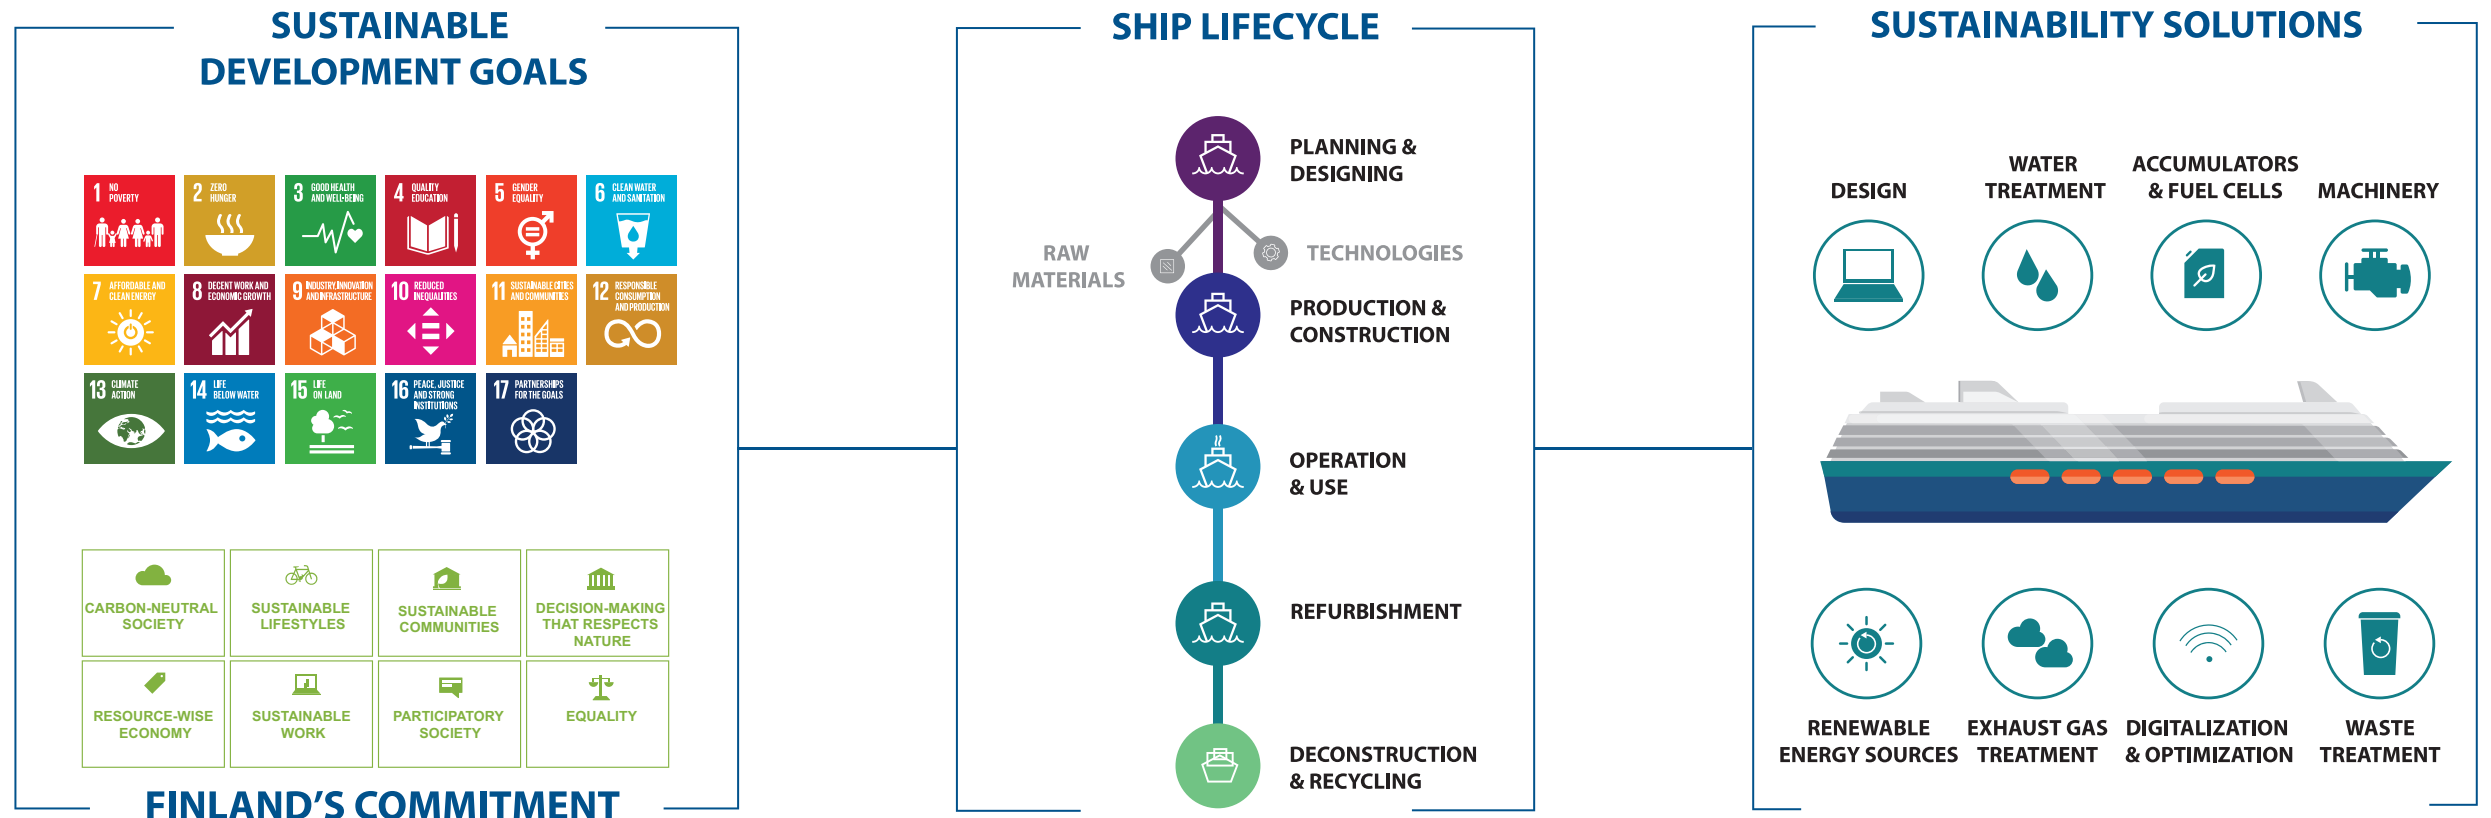 SUSTAINABLE
DEVELOPMENT GOALS
1 NO
POVERTY
2 ZERO
HUNGER
3 GOOD HEALTH
AND WELL-BEING
4 QUALITY
EDUCATION
5 GENDER
EQUALITY
6 CLEAN WATER
AND SANITATION
7 AFFORDABLE AND
CLEAN ENERGY
8 DECENT WORK AND
ECONOMIC GROWTH
9 INDUSTRY, INNOVATION
AND INFRASTRUCTURE
10 REDUCED
INEQUALITIES
11 SUSTAINABLE CITIES
AND COMMUNITIES
12 RESPONSIBLE
CONSUMPTION
AND PRODUCTION
13 CLIMATE
ACTION
14 LIFE
BELOW WATER
15 LIFE
ON LAND
16 PEACE, JUSTICE
AND STRONG
INSTITUTIONS
17 PARTNERSHIPS
FOR THE GOALS
CARBON-NEUTRAL
SOCIETY
SUSTAINABLE
LIFESTYLES
SUSTAINABLE
COMMUNITIES
DECISION-MAKING
THAT RESPECTS
NATURE
RESOURCE-WISE
ECONOMY
SUSTAINABLE
WORK
PARTICIPATORY
SOCIETY
EQUALITY
FINLAND'S COMMITMENT
SHIP LIFECYCLE
PLANNING &
DESIGNING
RAW
MATERIALS
TECHNOLOGIES
PRODUCTION &
CONSTRUCTION
OPERATION
& USE
REFURBISHMENT
DECONSTRUCTION
& RECYCLING
SUSTAINABILITY SOLUTIONS
DESIGN
WATER
TREATMENT
ACCUMULATORS
& FUEL CELLS
MACHINERY
RENEWABLE
ENERGY SOURCES
EXHAUST GAS
TREATMENT
DIGITALIZATION
& OPTIMIZATION
WASTE
TREATMENT